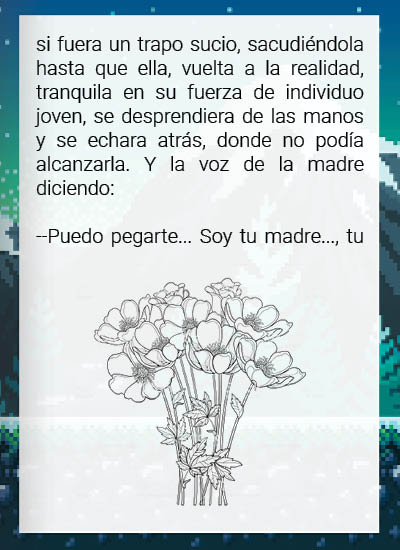 si fuera un trapo sucio, sacudiéndola
hasta que ella, vuelta a la realidad,
tranquila en su fuerza de individuo
joven, se desprendiera de las manos
y se echara atrás, donde no podía
alcanzarla. Y la voz de la madre
diciendo:
--Puedo pegarte... Soy tu madre..., tu